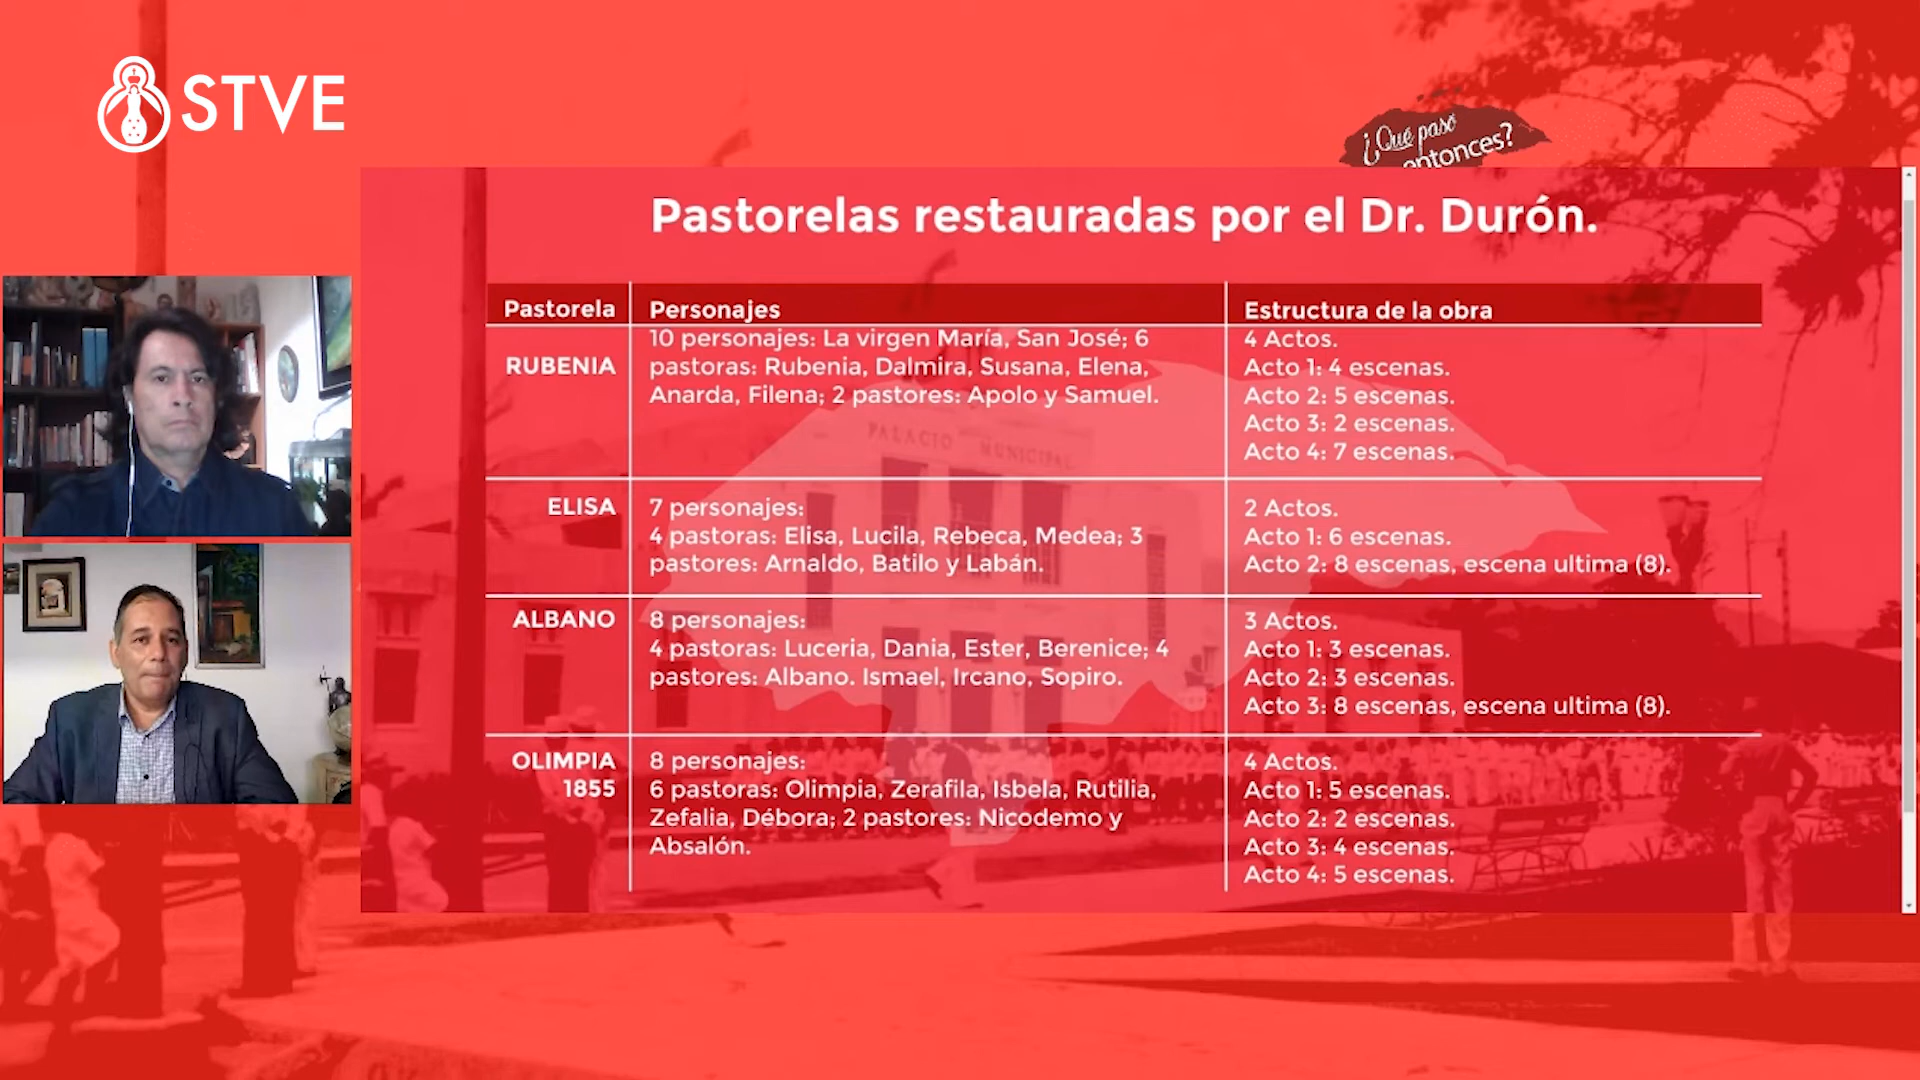 STVE
¿Qué pasó
entonces?
Pastorelas restauradas por el Dr. Durón.
Pastorela
Personajes
Estructura de la obra
RUBENIA
10 personajes: La virgen María, San José; 6
pastoras: Rubenia, Dalmira, Susana, Elena,
Anarda, Filena; 2 pastores: Apolo y Samuel.
4 Actos.
Acto 1: 4 escenas.
Acto 2: 5 escenas.
Acto 3: 2 escenas.
Acto 4: 7 escenas.
PALACIO MUNICIPAL
ELISA
7 personajes:
4 pastoras: Elisa, Lucila, Rebeca, Medea; 3
pastores: Arnaldo, Batilo y Labán.
2 Actos.
Acto 1: 6 escenas.
Acto 2: 8 escenas, escena ultima (8).
ALBANO
8 personajes:
4 pastoras: Luceria, Dania, Ester, Berenice; 4
pastores: Albano. Ismael, Ircano, Sopiro.
3 Actos.
Acto 1: 3 escenas.
Acto 2: 3 escenas.
Acto 3: 8 escenas, escena ultima (8).
OLIMPIA
1855
8 personajes:
6 pastoras: Olimpia, Zerafila, Isbela, Rutilia,
Zefalia, Débora; 2 pastores: Nicodemo y
Absalón.
4 Actos.
Acto 1: 5 escenas.
Acto 2: 2 escenas.
Acto 3: 4 escenas.
Acto 4: 5 escenas.